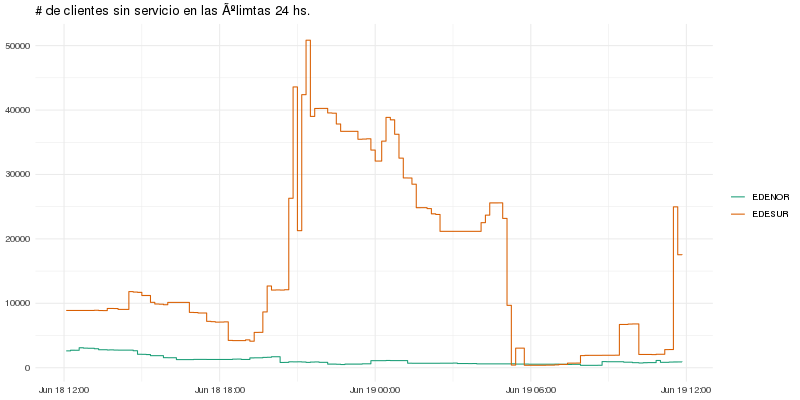 # de clientes sin servicio en las Ãºlimtas 24 hs.
50000
40000
30000
20000
10000
0
Jun 18 12:00
Jun 18 18:00
Jun 19 00:00
Jun 19 06:00
Jun 19 12:00
EDENOR
EDESUR